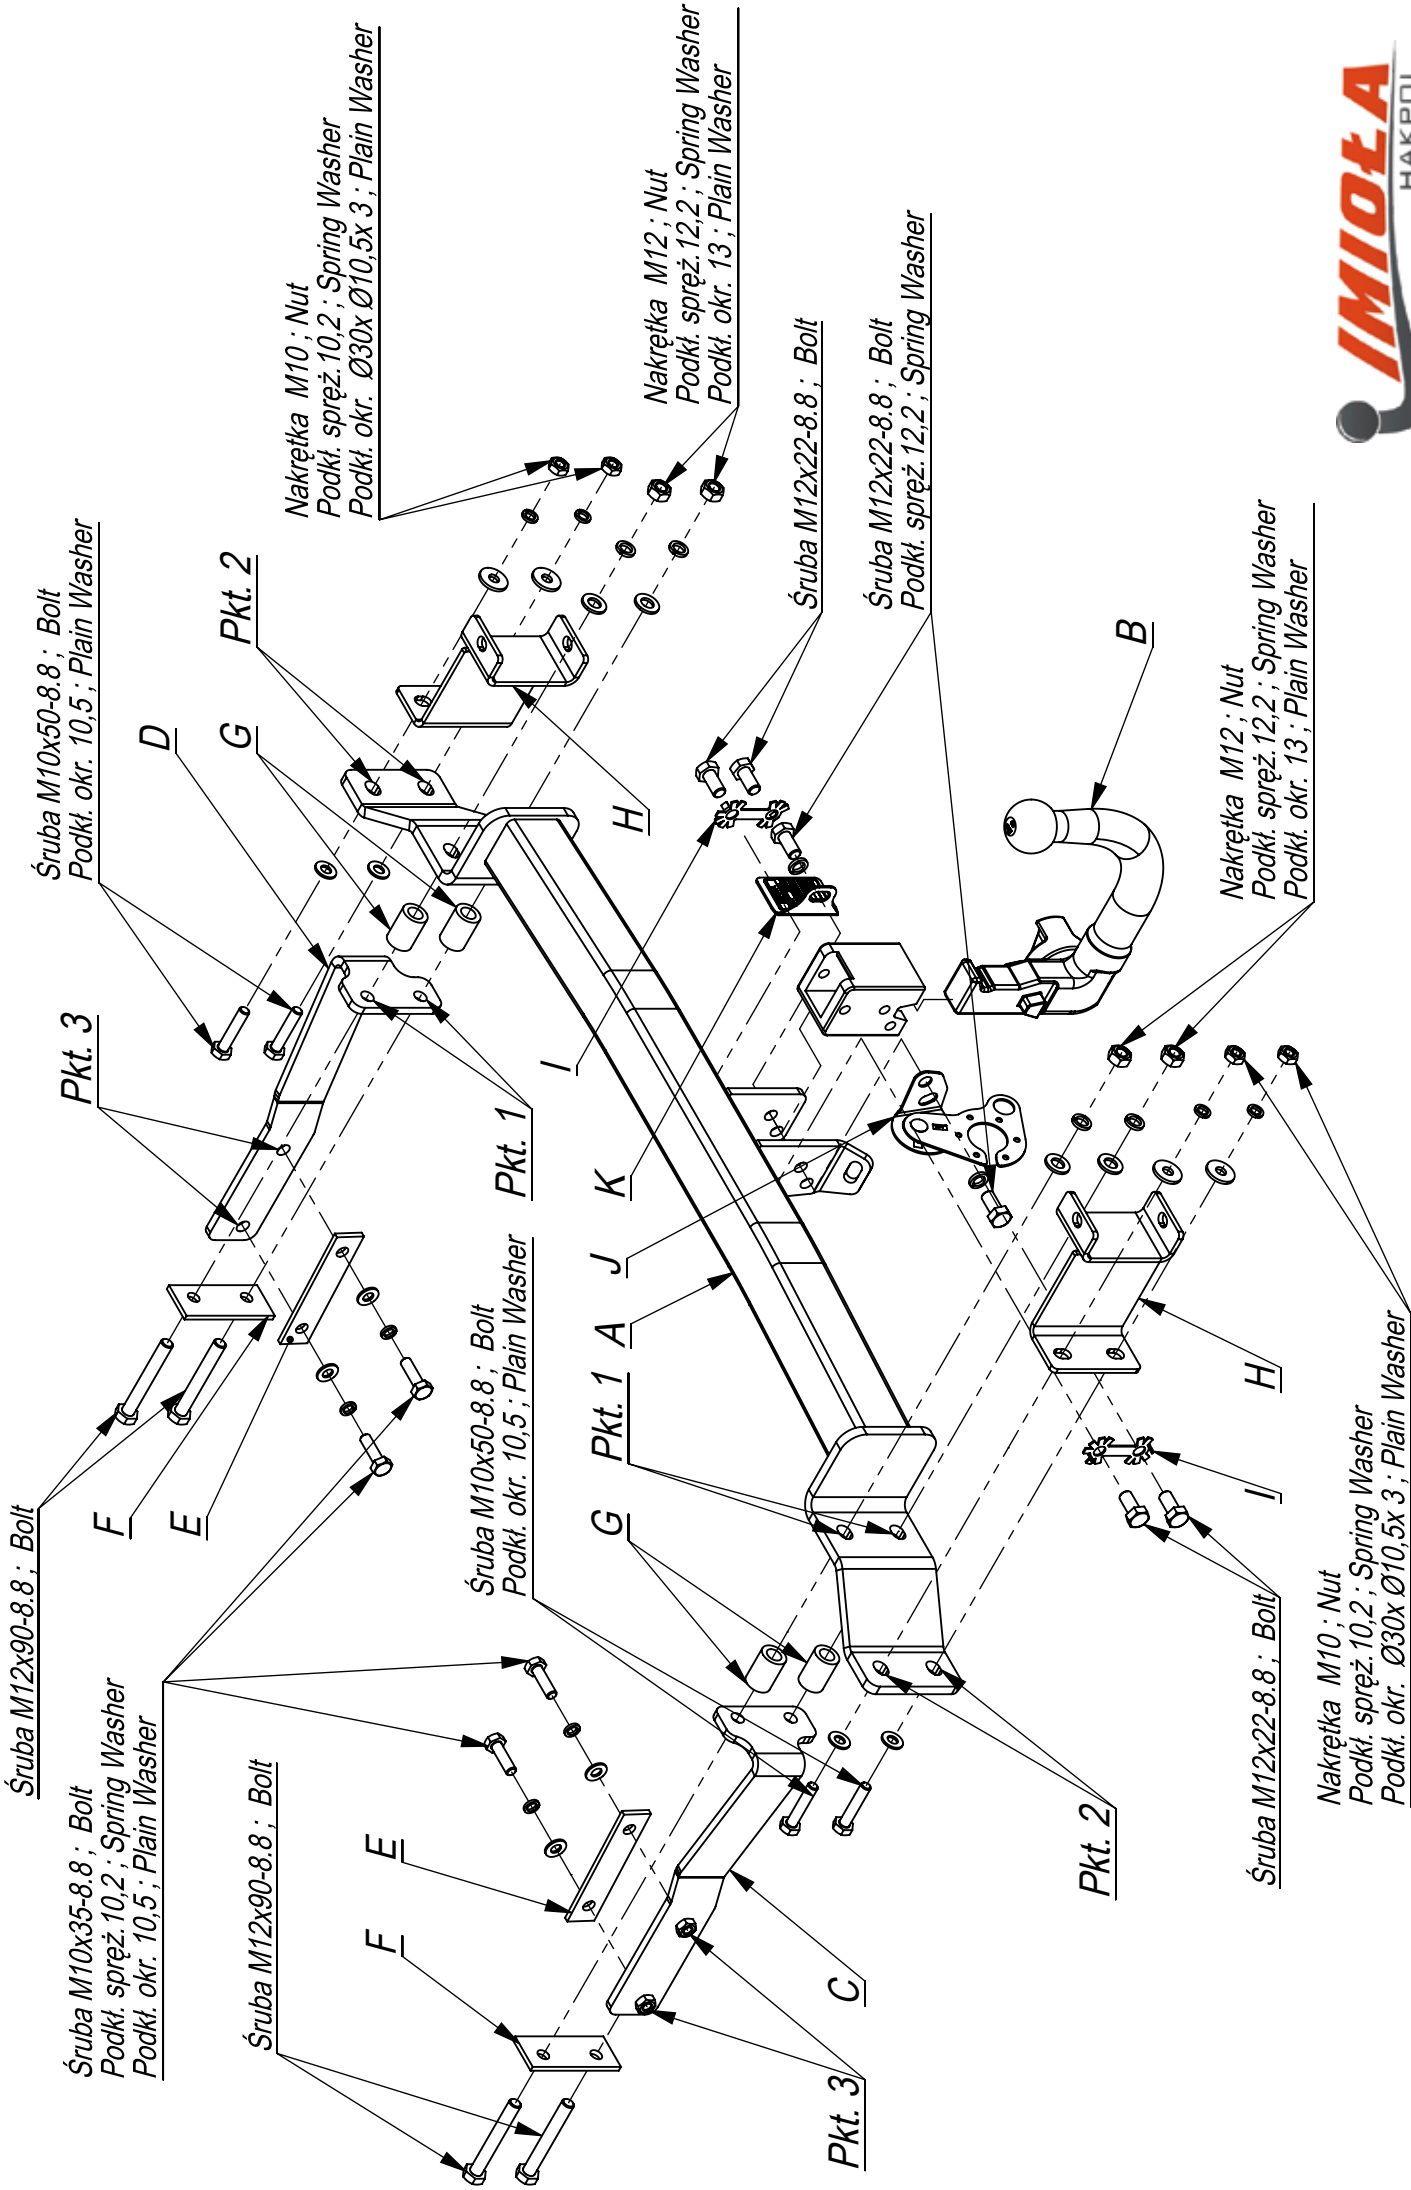 Śruba M12x90-8.8 ; Bolt
F
E
Śruba M10x35-8.8 ; Bolt
Podkł. spręż.10,2 ; Spring Washer
Podkł. okr. 10,5 ; Plain Washer
Śruba M12x90-8.8 ; Bolt
F
E
Pkt. 3
C
Śruba M10x50-8.8 ; Bolt
Podkł. okr. 10,5 ; Plain Washer
D
G
Pkt. 3
Pkt. 2
Nakrętka M10 ; Nut
Podkł. spręż.10,2 ; Spring Washer
Podkł. okr. Ø30x Ø10,5x 3 ; Plain Washer
Nakrętka M12 ; Nut
Podkł. spręż.12,2 ; Spring Washer
Podkł. okr. 13 ; Plain Washer
H
Pkt. 1
Śruba M10x50-8.8 ; Bolt
Podkł. okr. 10,5 ; Plain Washer
G
Pkt. 1
A
J
K
I
Śruba M12x22-8.8 ; Bolt
Śruba M12x22-8.8 ; Bolt
Podkł. spręż.12,2 ; Spring Washer
B
Nakrętka M12 ; Nut
Podkł. spręż.12,2 ; Spring Washer
Podkł. okr. 13 ; Plain Washer
Pkt. 2
H
I
Śruba M12x22-8.8 ; Bolt
Nakrętka M10 ; Nut
Podkł. spręż.10,2 ; Spring Washer
Podkł. okr. Ø30x Ø10,5x 3 ; Plain Washer
IMIOŁA